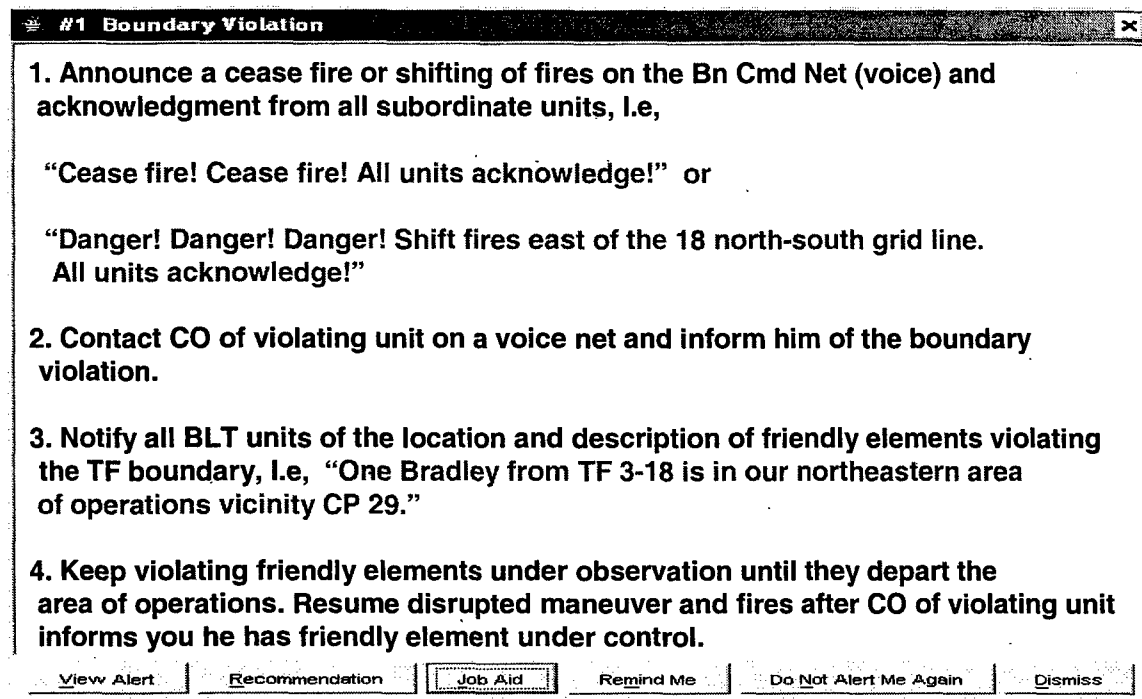 #1 Boundary Violation
1. Announce a cease fire or shifting of fires on the Bn Cmd Net (voice) and
acknowledgment from all subordinate units, I.e,
“Cease fire! Cease fire! All units acknowledge!” or
“Danger! Danger! Danger! Shift fires east of the 18 north-south grid line.
All units acknowledge!”
2. Contact CO of violating unit on a voice net and inform him of the boundary
violation.
3. Notify all BLT units of the location and description of friendly elements violating
the TF boundary, I.e, “One Bradley from TF 3-18 is in our northeastern area
of operations vicinity CP 29.”
4. Keep violating friendly elements under observation until they depart the
area of operations. Resume disrupted maneuver and fires after CO of violating unit
informs you he has friendly element under control.
View Alert Recommendation Job Aid Remind Me Do Not Alert Me Again Dismiss